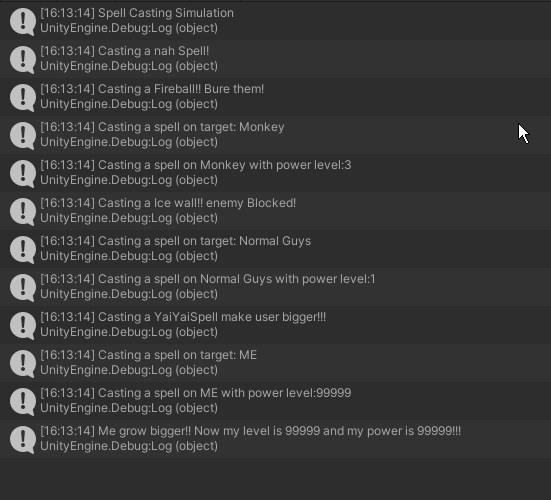 [16:13:14] Spell Casting Simulation
UnityEngine.Debug:Log (object)
[16:13:14] Casting a nah Spell!
UnityEngine.Debug:Log (object)
[16:13:14] Casting a Fireball!! Bure them!
UnityEngine.Debug:Log (object)
[16:13:14] Casting a spell on target: Monkey
UnityEngine.Debug:Log (object)
[16:13:14] Casting a spell on Monkey with power level:3
UnityEngine.Debug:Log (object)
[16:13:14] Casting a Ice wall!! enemy Blocked!
UnityEngine.Debug:Log (object)
[16:13:14] Casting a spell on target: Normal Guys
UnityEngine.Debug:Log (object)
[16:13:14] Casting a spell on Normal Guys with power level:1
UnityEngine.Debug:Log (object)
[16:13:14] Casting a YaiYaiSpell make user bigger!!!
UnityEngine.Debug:Log (object)
[16:13:14] Casting a spell on target: ME
UnityEngine.Debug:Log (object)
[16:13:14] Casting a spell on ME with power level:99999
UnityEngine.Debug:Log (object)
[16:13:14] Me grow bigger!! Now my level is 99999 and my power is 99999!!!
UnityEngine.Debug:Log (object)